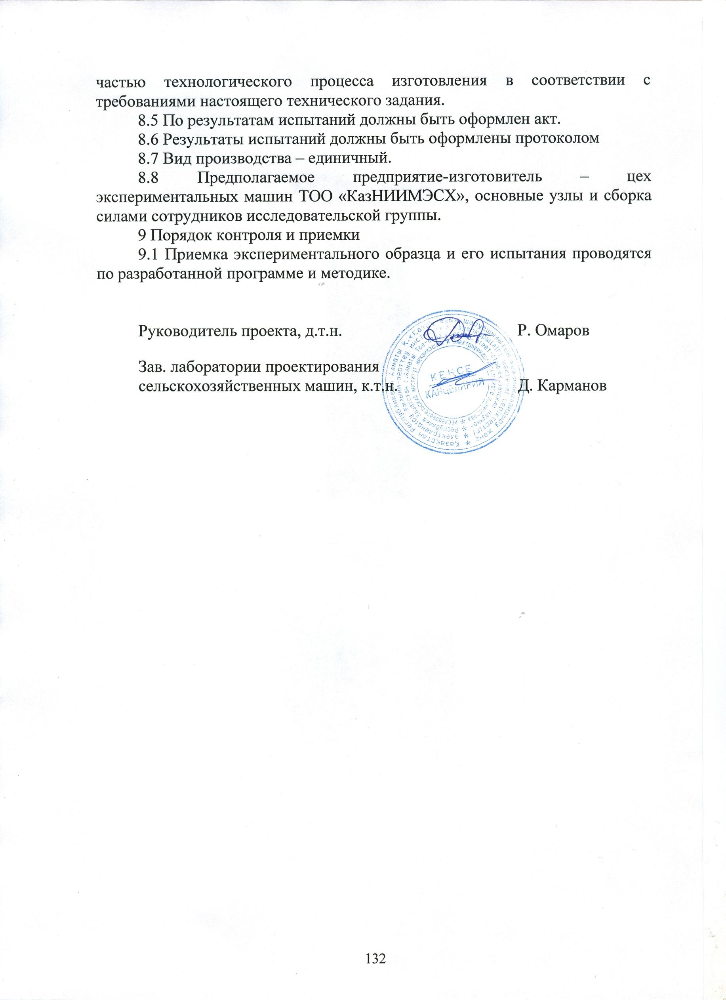 частью технологического процесса изготовления в соответствии с
требованиями настоящего технического задания.
8.5 По результатам испытаний должны быть оформлен акт.
8.6 Результаты испытаний должны быть оформлены протоколом
8.7 Вид производства – единичный.
8.8 Предполагаемое предприятие-изготовитель – цех
экспериментальных машин ТОО «КазНИИМЭСХ», основные узлы и сборка
силами сотрудников исследовательской группы.
9 Порядок контроля и приемки
9.1 Приемка экспериментального образца и его испытания проводятся
по разработанной программе и методике.
Руководитель проекта, д.т.н. Р. Омаров
Зав. лаборатории проектирования
сельскохозяйственных машин, к.т.н. Д. Карманов
КЕҢСЕ
КАНЦЕЛЯРИЯ
132